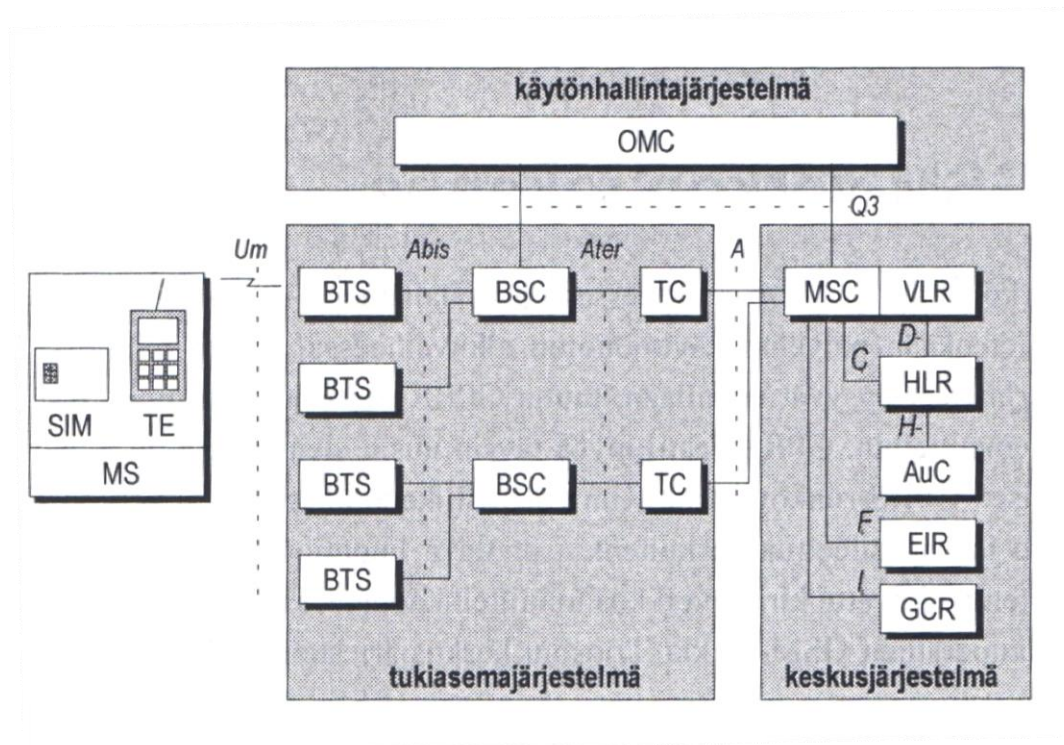 käytönhallintajärjestelmä
OMC
Q3
Um
Abis
Ater
A
BTS
BSC
TC
MSC
VLR
D
C
HLR
BTS
H
SIM
TE
MS
BTS
BSC
TC
AuC
F
EIR
BTS
I
GCR
tukiasemajärjestelmä
keskusjärjestelmä